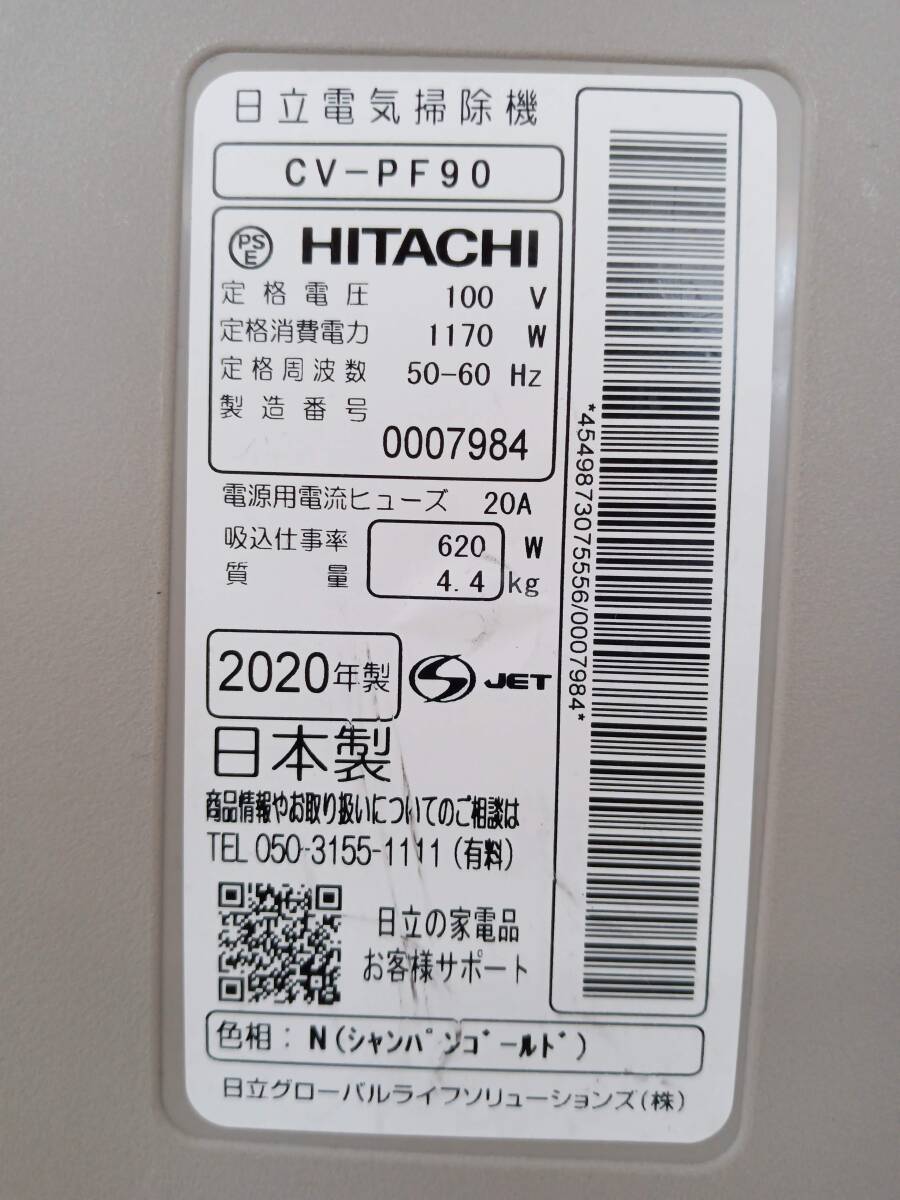 日立電気掃除機
CV-PF90
PSE HITACHI
定格電圧 100 V
定格消費電力 1170 W
定格周波数 50-60 Hz
製造番号
0007984
電源用電流ヒューズ 20A
吸込仕事率 620 W
質量 4.4 kg
2020年製 JET
日本製
商品情報やお取り扱いについてのご相談は
TEL 050-3155-1111(有料)
日立の家電品
お客様サポート
色相:N(シャンパンゴールド)
日立グローバルライフソリューションズ(株)
*4549873075556/0007984*